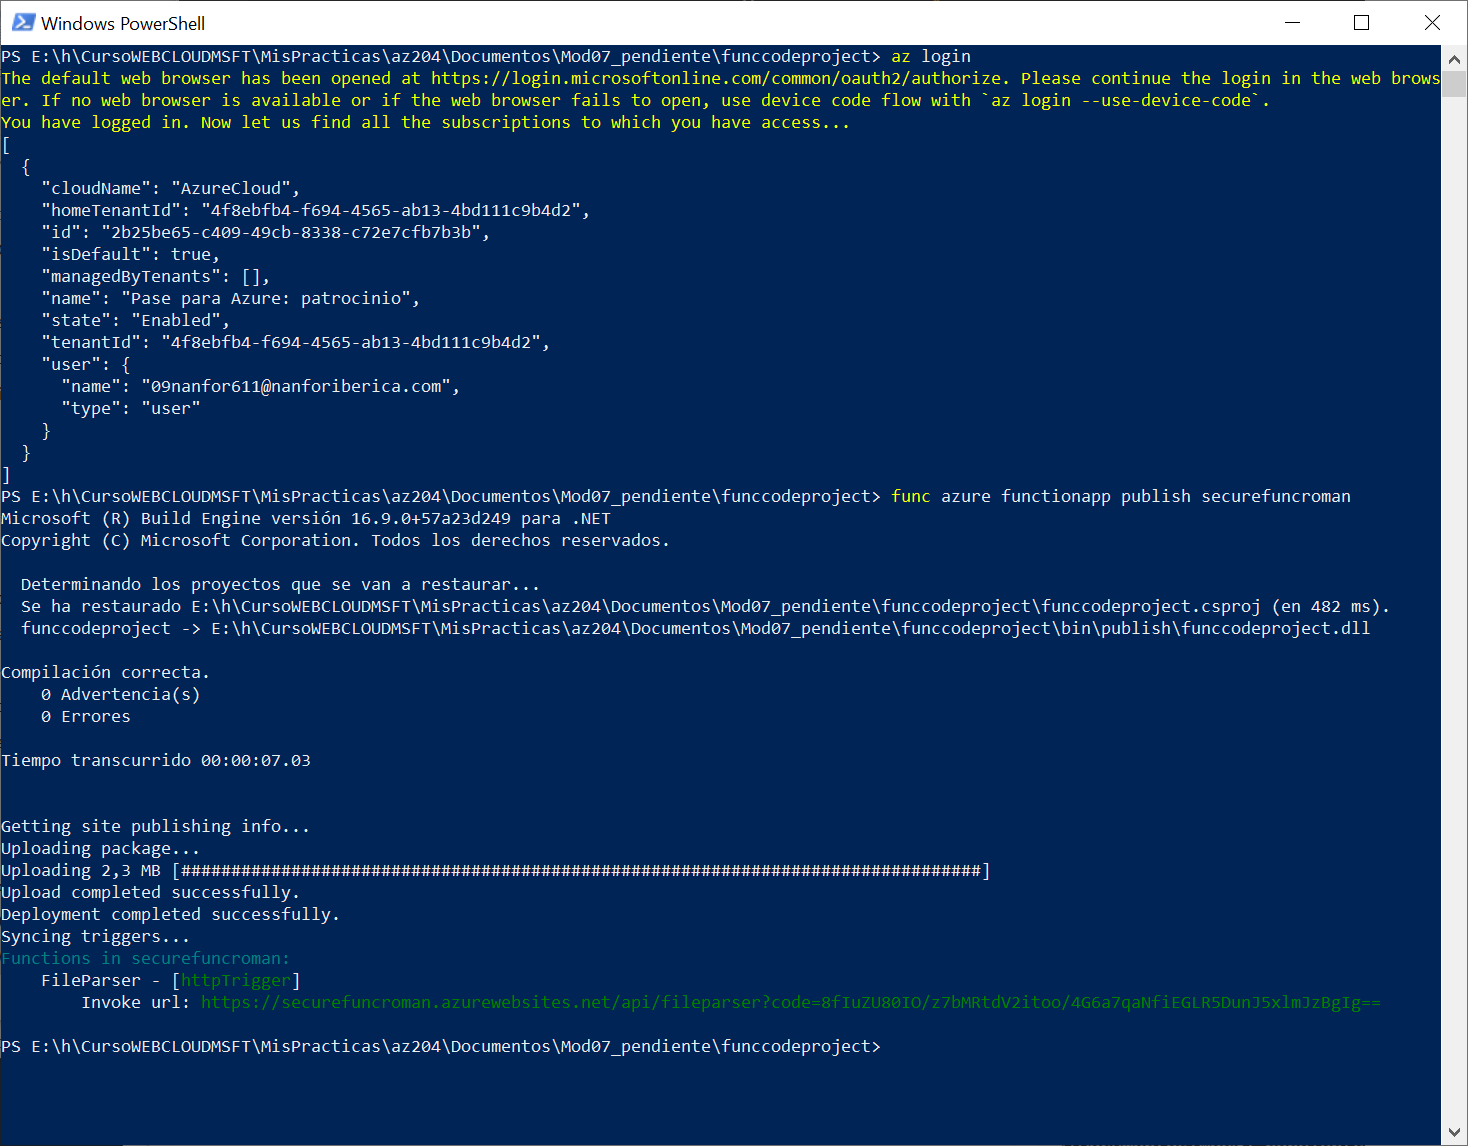 Windows PowerShell
PS E:\h\CursoWEBCLOUDMSFT\MisPracticas\az204\Documentos\Mod07_pendiente\funccodeproject> az login
The default web browser has been opened at https://login.microsoftonline.com/common/oauth2/authorize. Please continue the login in the web brows
er. If no web browser is available or if the web browser fails to open, use device code flow with `az login --use-device-code`.
You have logged in. Now let us find all the subscriptions to which you have access...
[
  {
    "cloudName": "AzureCloud",
    "homeTenantId": "4f8ebfb4-f694-4565-ab13-4bd111c9b4d2",
    "id": "2b25be65-c409-49cb-8338-c72e7cfb7b3b",
    "isDefault": true,
    "managedByTenants": [],
    "name": "Pase para Azure: patrocinio",
    "state": "Enabled",
    "tenantId": "4f8ebfb4-f694-4565-ab13-4bd111c9b4d2",
    "user": {
      "name": "09nanfor611@nanforiberica.com",
      "type": "user"
    }
  }
]
PS E:\h\CursoWEBCLOUDMSFT\MisPracticas\az204\Documentos\Mod07_pendiente\funccodeproject> func azure functionapp publish securefuncroman
Microsoft (R) Build Engine versión 16.9.0+57a23d249 para .NET
Copyright (C) Microsoft Corporation. Todos los derechos reservados.
  Determinando los proyectos que se van a restaurar...
  Se ha restaurado E:\h\CursoWEBCLOUDMSFT\MisPracticas\az204\Documentos\Mod07_pendiente\funccodeproject\funccodeproject.csproj (en 482 ms).
  funccodeproject -> E:\h\CursoWEBCLOUDMSFT\MisPracticas\az204\Documentos\Mod07_pendiente\funccodeproject\bin\publish\funccodeproject.dll
Compilación correcta.
    0 Advertencia(s)
    0 Errores
Tiempo transcurrido 00:00:07.03
Getting site publishing info...
Uploading package...
Uploading 2,3 MB [################################################################################]
Upload completed successfully.
Deployment completed successfully.
Syncing triggers...
Functions in securefuncroman:
    FileParser - [httpTrigger]
        Invoke url: https://securefuncroman.azurewebsites.net/api/fileparser?code=8fIuZU80IO/z7bMRtdV2itoo/4G6a7qaNfiEGLR5DunJ5xlmJzBgIg==
PS E:\h\CursoWEBCLOUDMSFT\MisPracticas\az204\Documentos\Mod07_pendiente\funccodeproject>